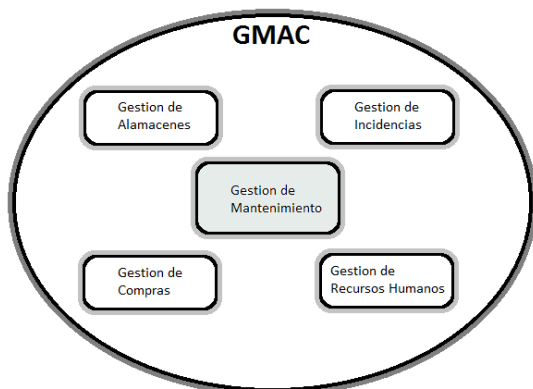 GMAC
Gestion de
Alamacenes
Gestion de
Incidencias
Gestion de
Mantenimiento
Gestion de
Compras
Gestion de
Recursos Humanos